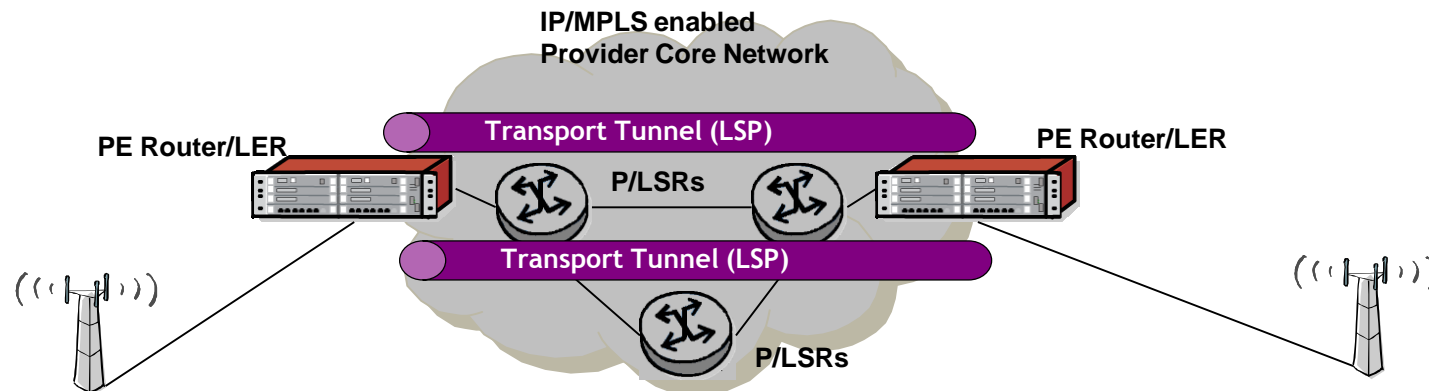 IP/MPLS enabled
Provider Core Network
Transport Tunnel (LSP)
PE Router/LER
PE Router/LER
P/LSRs
Transport Tunnel (LSP)
P/LSRs